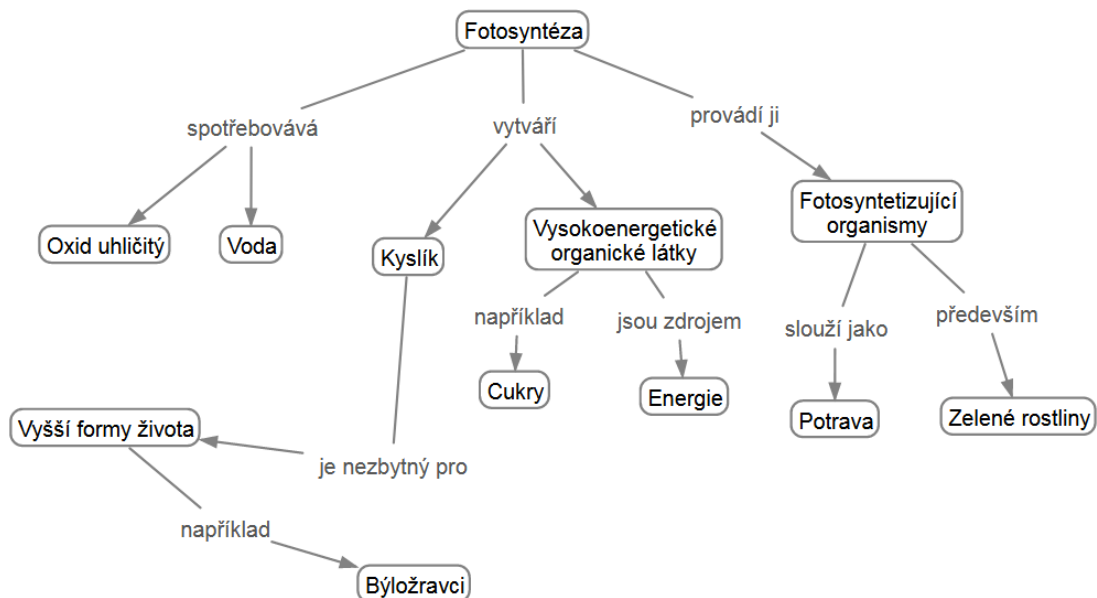 Fotosyntéza
spotřebovává
vytváří
provádí ji
Oxid uhličitý
Voda
Kyslík
Vysokoenergetické
organické látky
Fotosyntetizující
organismy
například
jsou zdrojem
slouží jako
především
Cukry
Energie
Potrava
Zelené rostliny
Vyšší formy života
je nezbytný pro
například
Býložravci